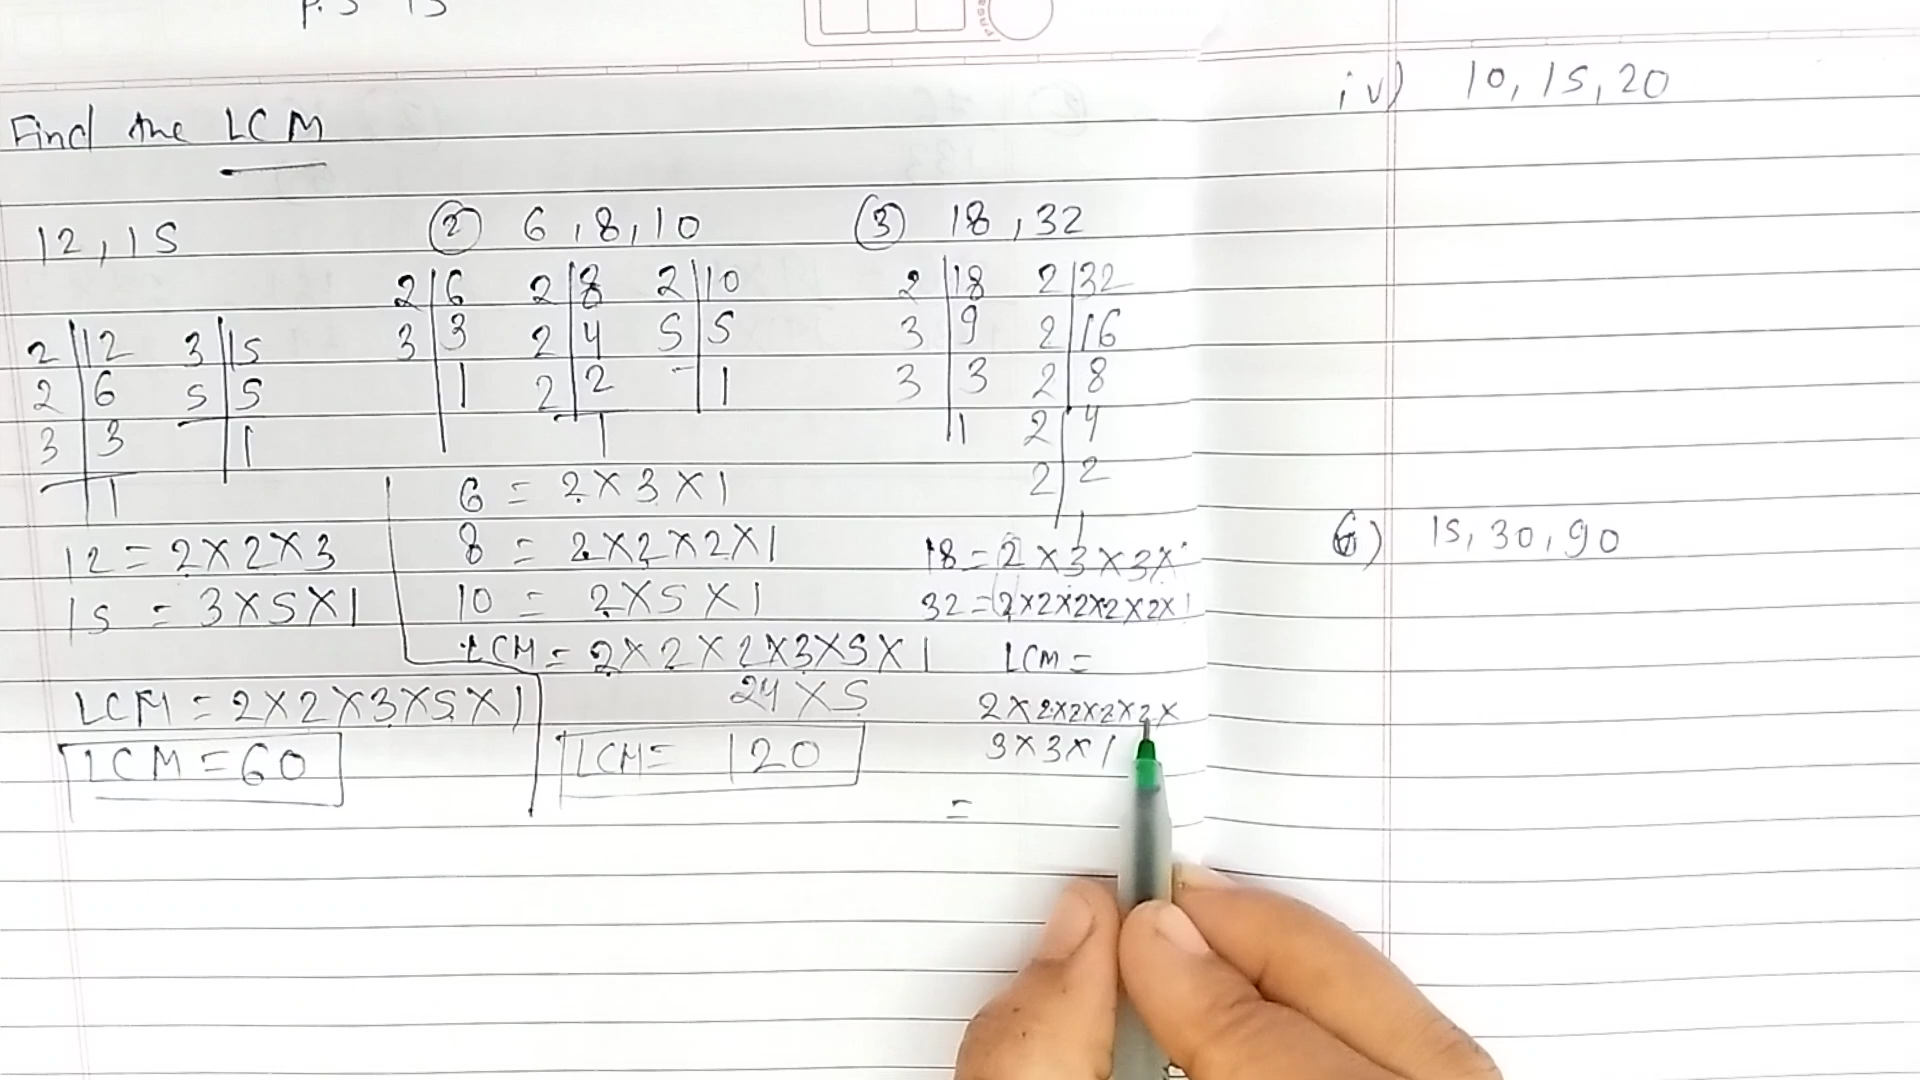 Find the LCM
12, 15
2 | 12 3 | 15
2 | 6 5 | 5
3 | 3 | 1
| 1
12 = 2 × 2 × 3
15 = 3 × 5 × 1
LCM = 2 × 2 × 3 × 5 × 1
LCM = 60
② 6, 8, 10
2 | 6 2 | 8 2 | 10
3 | 3 2 | 4 5 | 5
| 1 2 | 2 | 1
| 1
6 = 2 × 3 × 1
8 = 2 × 2 × 2 × 1
10 = 2 × 5 × 1
LCM = 2 × 2 × 2 × 3 × 5 × 1
24 × 5
LCM = 120
③ 18, 32
2 | 18 2 | 32
3 | 9 2 | 16
3 | 3 2 | 8
| 1 2 | 4
2 | 2
1
18 = 2 × 3 × 3 ×
32 = 2 × 2 × 2 × 2 × 2 × 1
LCM =
2 × 2 × 2 × 2 × 2 ×
3 × 3 × 1
=
iv) 10, 15, 20
15, 30, 90